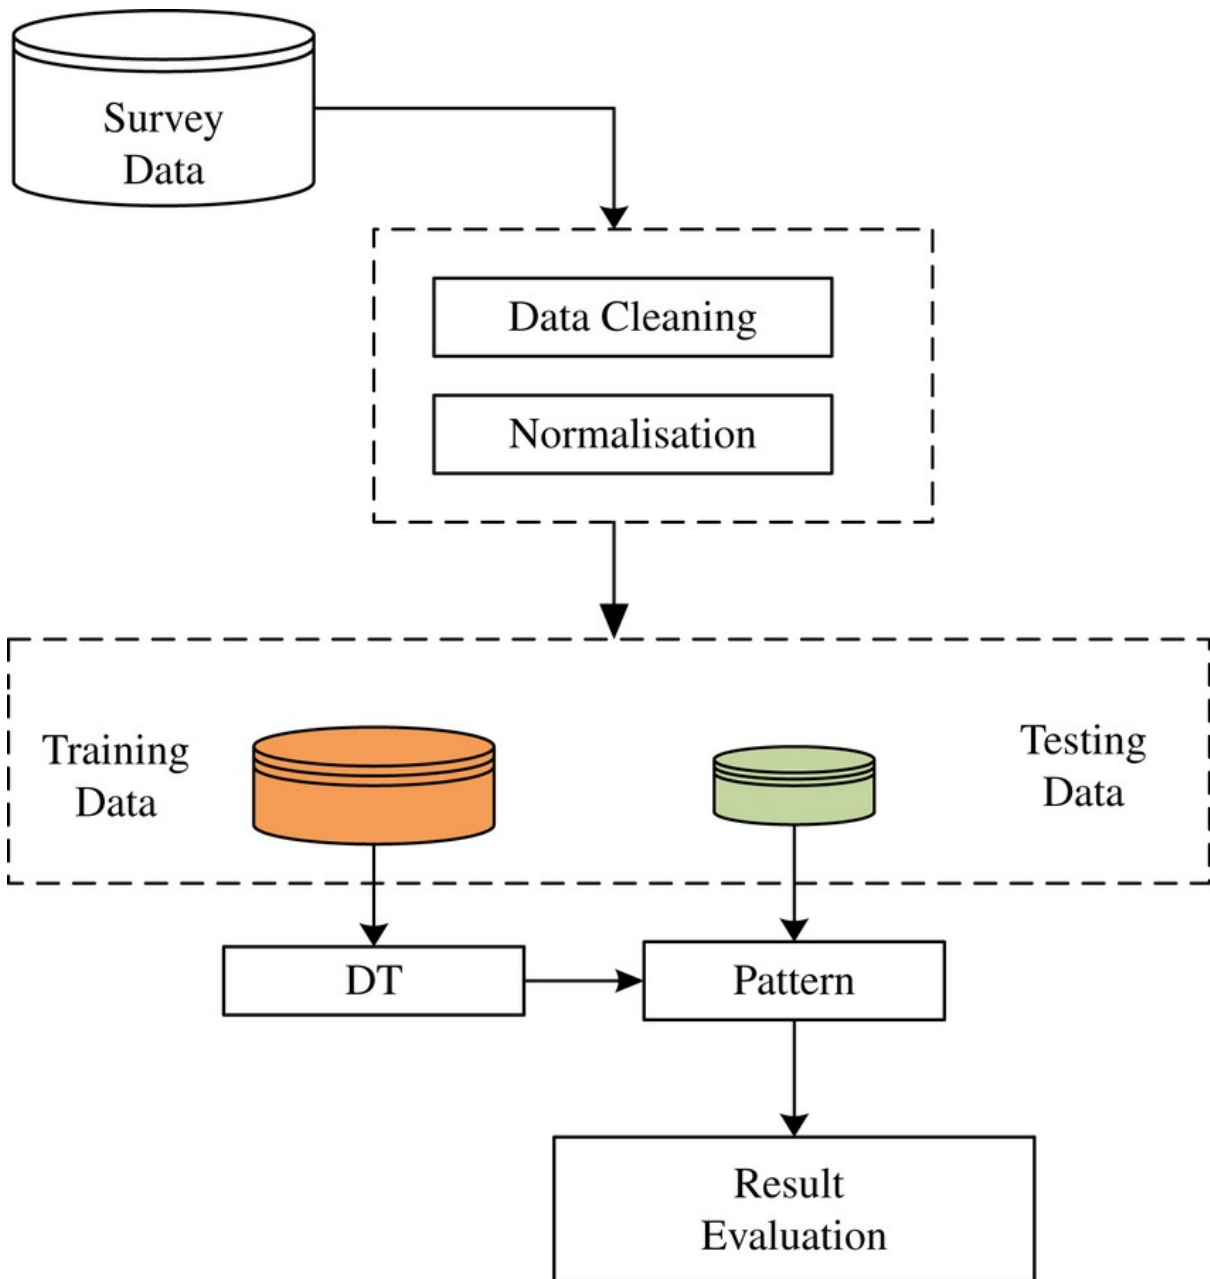 Survey
Data
Data Cleaning
Normalisation
Training
Data
Testing
Data
DT
Pattern
Result
Evaluation